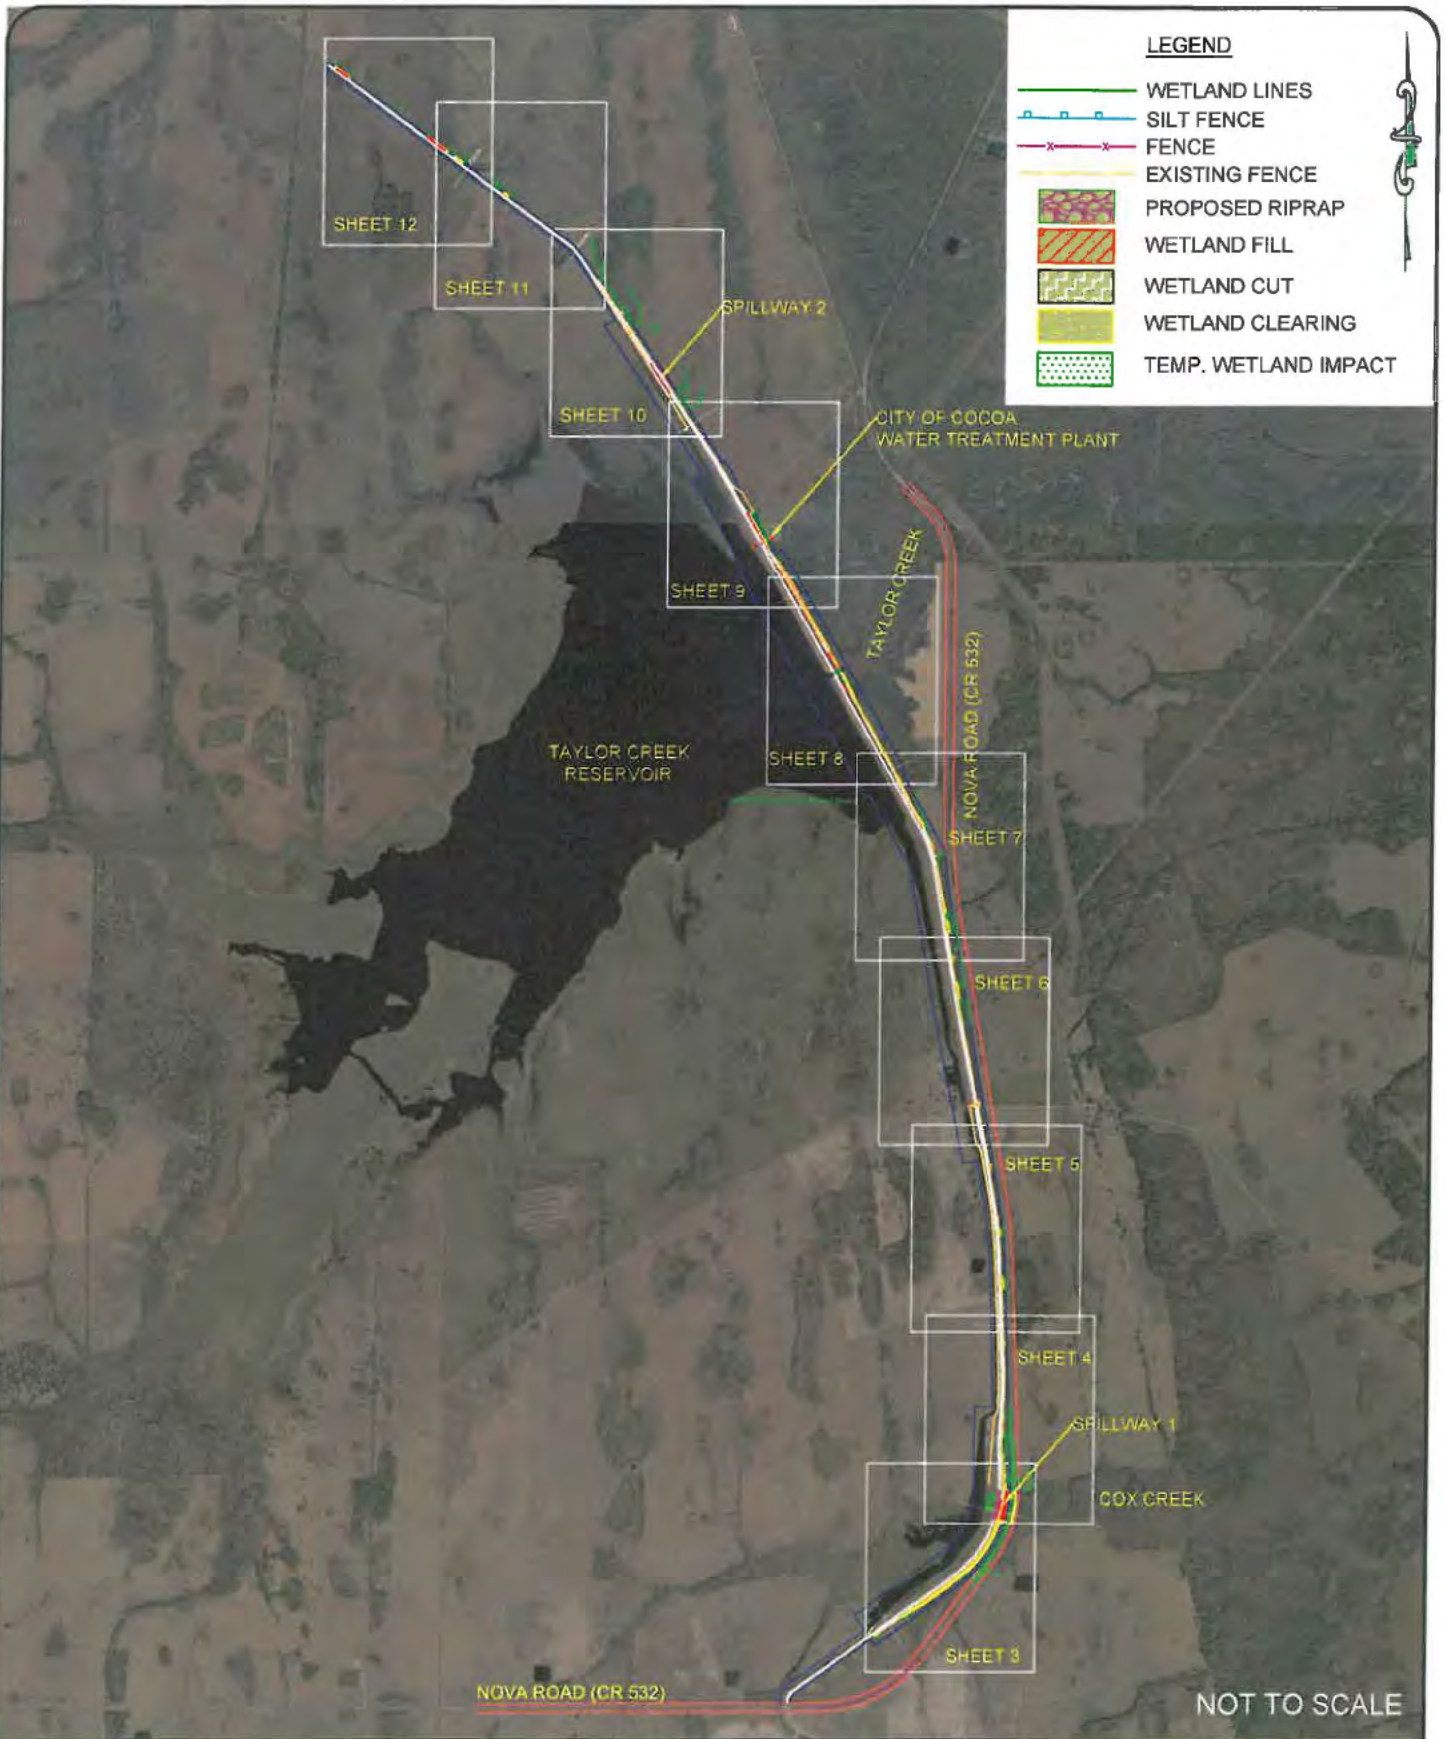 LEGEND
WETLAND LINES
SILT FENCE
FENCE
EXISTING FENCE
PROPOSED RIPRAP
WETLAND FILL
WETLAND CUT
WETLAND CLEARING
TEMP. WETLAND IMPACT
SHEET 12
SHEET 11
SPILLWAY 2
SHEET 10
CITY OF COCOA
WATER TREATMENT PLANT
TAYLOR CREEK
SHEET 9
NOVA ROAD (CR 532)
TAYLOR CREEK
RESERVOIR
SHEET 8
SHEET 7
SHEET 6
SHEET 5
SHEET 4
SPILLWAY 1
COX CREEK
SHEET 3
NOVA ROAD (CR 532)
NOT TO SCALE